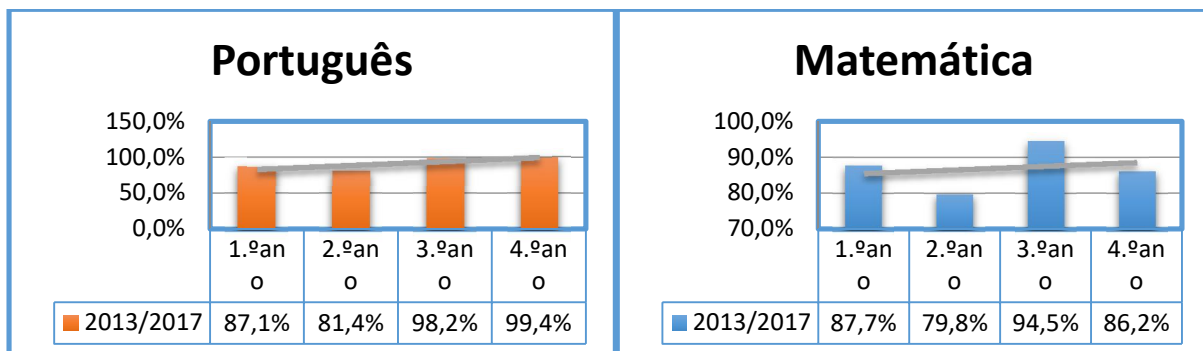 Português
150,0%
100,0%
50,0%
0,0%
1.ºan
o
2.ºan
o
3.ºan
o
4.ºan
o
2013/2017 87,1% 81,4% 98,2% 99,4%
Matemática
100,0%
90,0%
80,0%
70,0%
1.ºan
o
2.ºan
o
3.ºan
o
4.ºan
o
2013/2017 87,7% 79,8% 94,5% 86,2%